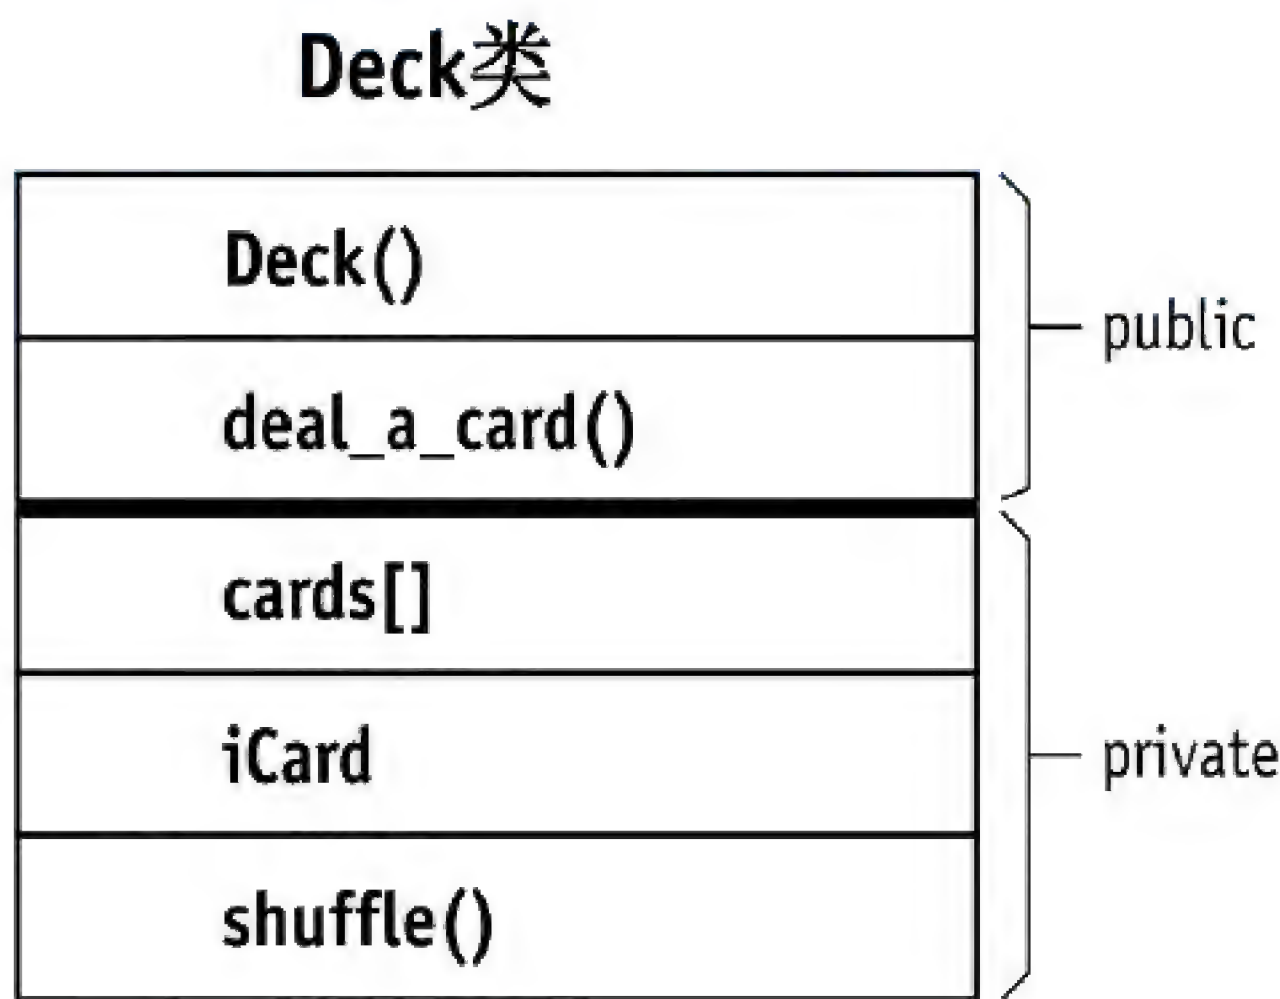 Deck类
Deck()
deal_a_card()
public
cards[]
iCard
private
shuffle()